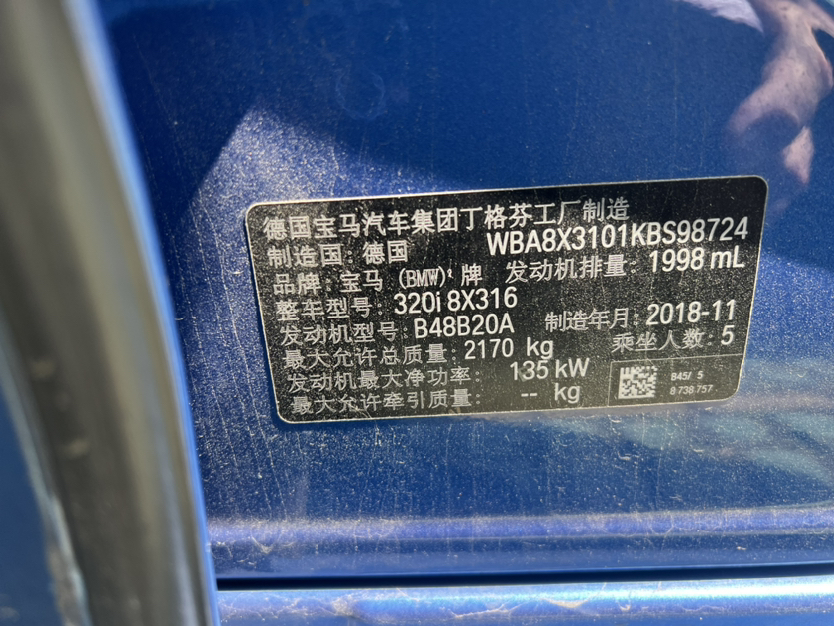 德国宝马汽车集团丁格芬工厂制造
制造国: 德国 WBA8X3101KBS98724
品牌: 宝马 (BMW)牌 发动机排量: 1998 mL
整车型号: 320i 8X316
发动机型号: B48B20A 制造年月: 2018-11
最大允许总质量: 2170 kg 乘坐人数: 5
发动机最大净功率: 135 kW
最大允许牵引质量: -- kg
B45/ 5
8 738 757